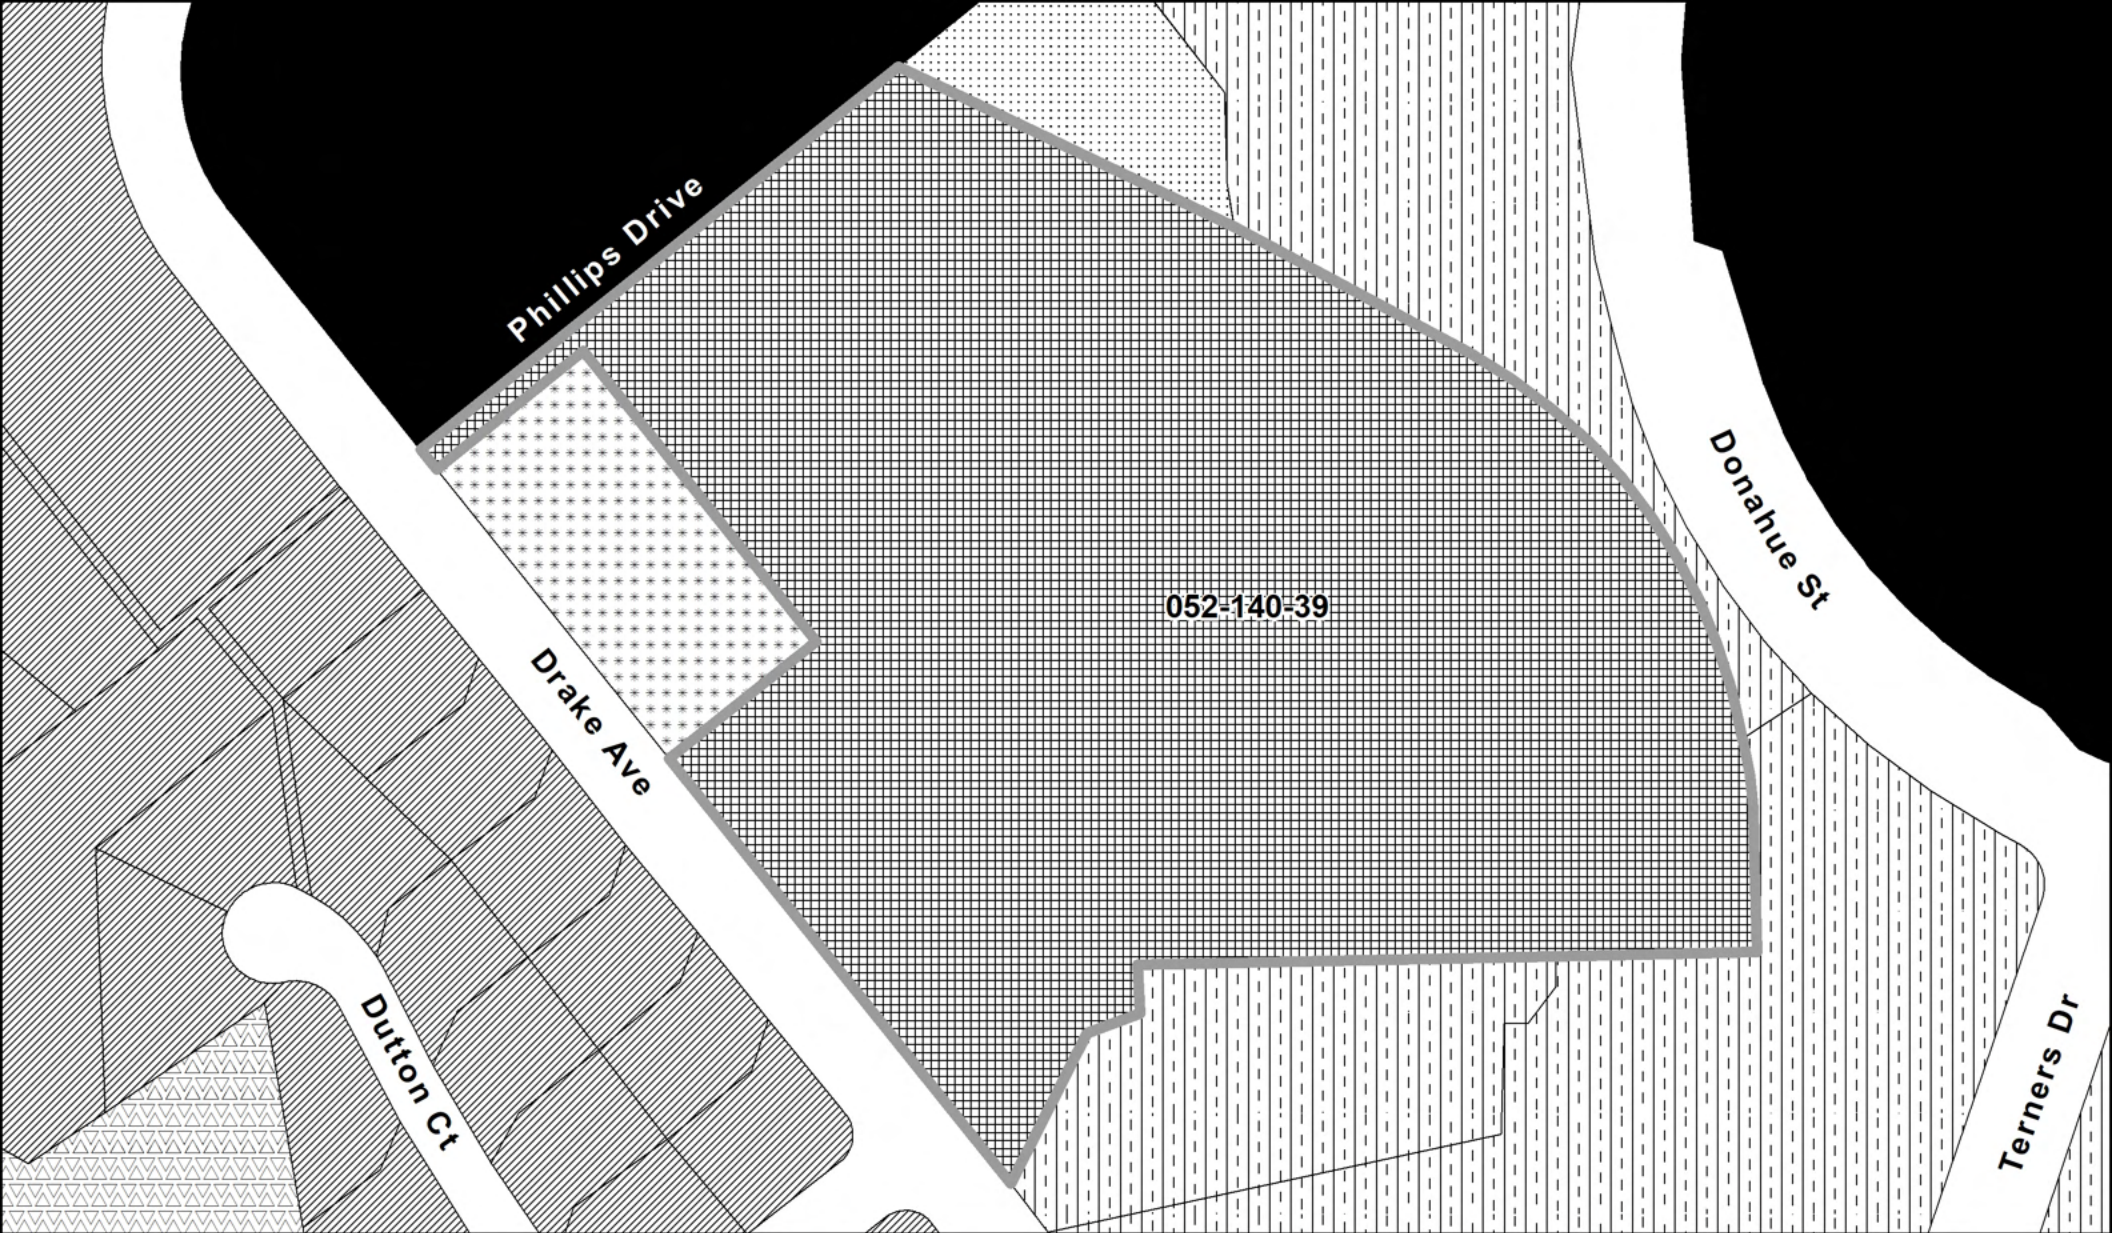 Phillips Drive
Donahue St
052-140-39
Drake Ave
Dutton Ct
Terners Dr